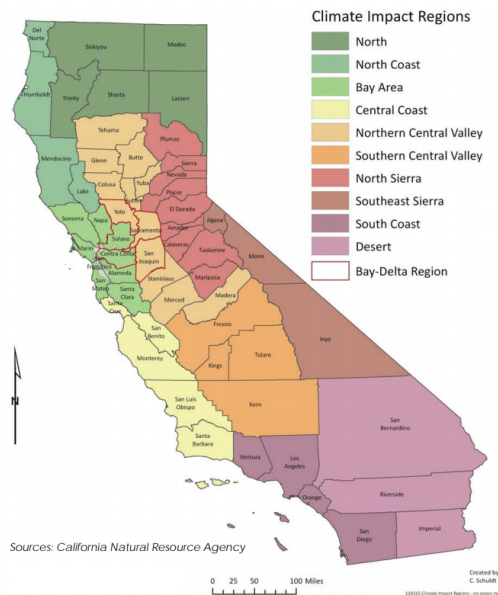 Climate Impact Regions
North
North Coast
Bay Area
Central Coast
Northern Central Valley
Southern Central Valley
North Sierra
Southeast Sierra
South Coast
Desert
Bay-Delta Region
Del
Norte
Siskiyou
Modoc
Humboldt
Trinity
Shasta
Lassen
Tehama
Plumas
Mendocino
Glenn
Butte
Sierra
Nevada
Colusa
Yuba
Placer
Lake
Sutter
El Dorado
Sonoma
Napa
Yolo
Sacramento
Alpine
Amador
Solano
Marin
Calaveras
Contra Costa
San
Joaquin
Tuolumne
Mono
Francisco
Alameda
San
Mateo
Stanislaus
Mariposa
Santa
Clara
Santa
Cruz
Merced
Madera
San
Benito
Fresno
Monterey
Inyo
Kings
Tulare
San Luis
Obispo
Kern
San
Bernardino
Santa
Barbara
Ventura
Los
Angeles
Orange
Riverside
San
Diego
Imperial
N
Sources: California Natural Resource Agency
0 25 50 100 Miles
Created by
C. Schuldt